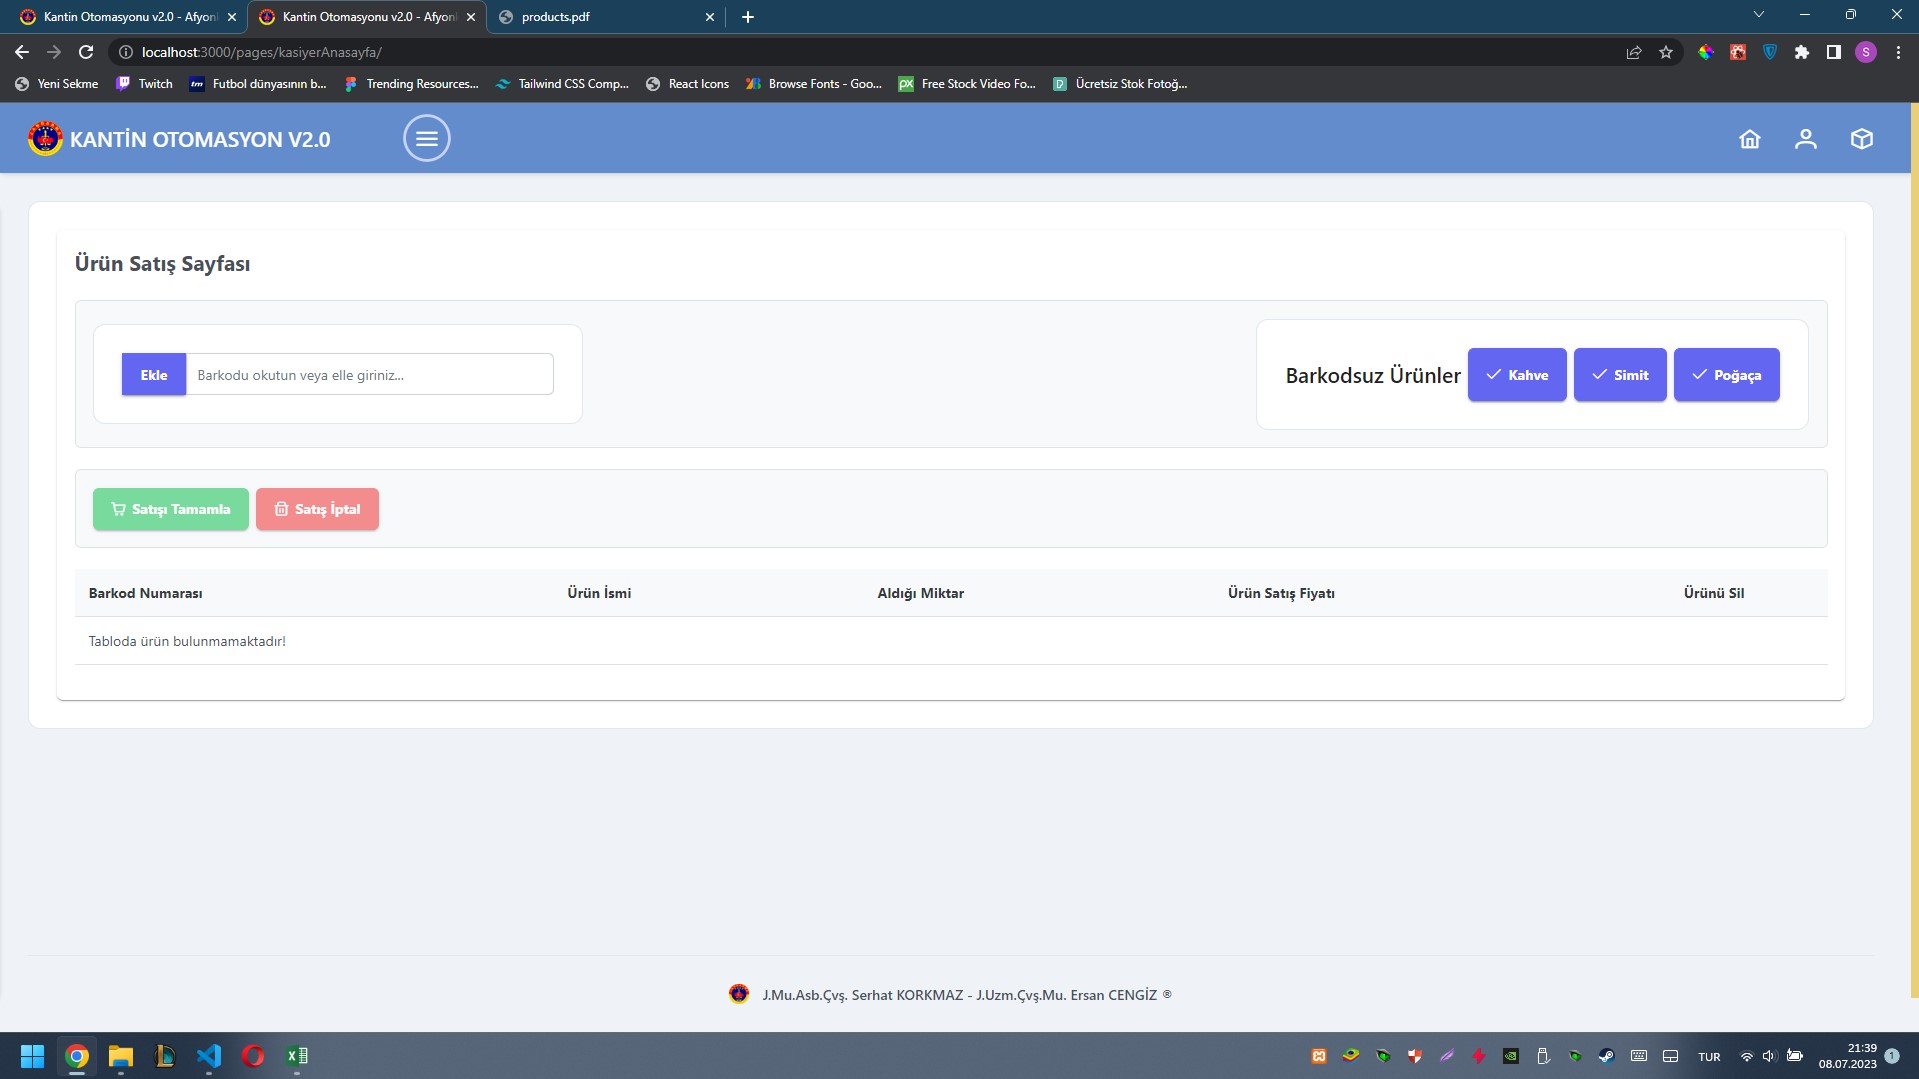 Kantin Otomasyonu v2.0 - Afyon
Kantin Otomasyonu v2.0 - Afyon
products.pdf
localhost:3000/pages/kasiyerAnasayfa/
S
Yeni Sekme
Twitch
tm
Futbol dünyasının b...
Trending Resources...
Tailwind CSS Comp...
React Icons
Browse Fonts - Goo...
px
Free Stock Video Fo...
Ücretsiz Stok Fotoğ...
KANTİN OTOMASYON V2.0
Ürün Satış Sayfası
Ekle
Barkodu okutun veya elle giriniz...
Barkodsuz Ürünler
Kahve
Simit
Poğaça
Satışı Tamamla
Satış İptal
Barkod Numarası
Ürün İsmi
Aldığı Miktar
Ürün Satış Fiyatı
Ürünü Sil
Tabloda ürün bulunmamaktadır!
J.Mu.Asb.Çvş. Serhat KORKMAZ - J.Uzm.Çvş.Mu. Ersan CENGİZ ®
TUR
21:39
08.07.2023
1